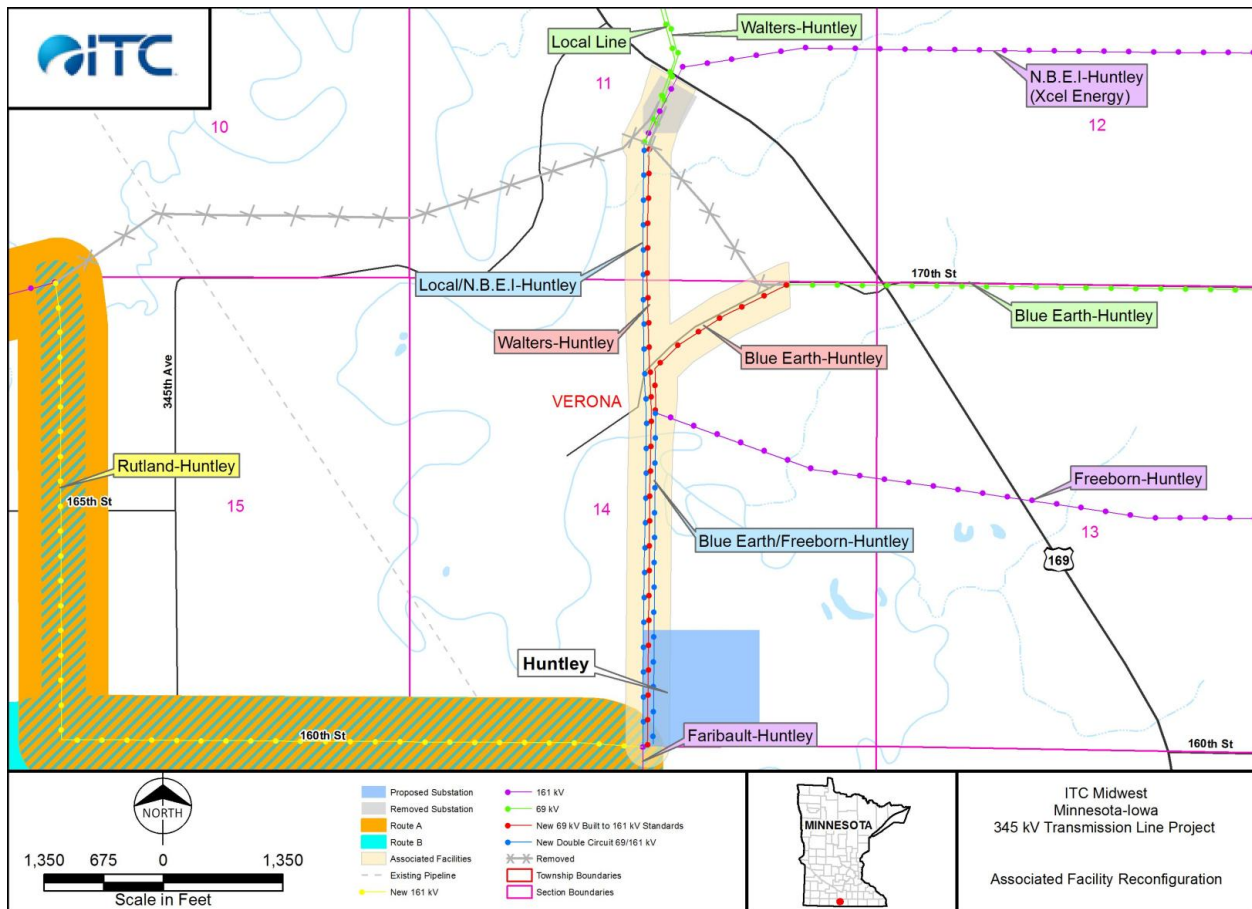 ITC
Local Line
Walters-Huntley
11
N.B.E.I-Huntley
(Xcel Energy)
10
12
170th St
Local/N.B.E.I-Huntley
Blue Earth-Huntley
Walters-Huntley
Blue Earth-Huntley
345th Ave
VERONA
Rutland-Huntley
165th St
15
14
Freeborn-Huntley
13
Blue Earth/Freeborn-Huntley
169
Huntley
160th St
Faribault-Huntley
160th St
NORTH
1,350
675
0
1,350
Scale in Feet
Proposed Substation
Removed Substation
Route A
Route B
Associated Facilities
Existing Pipeline
New 161 kV
161 kV
69 kV
New 69 kV Built to 161 kV Standards
New Double Circuit 69/161 kV
Removed
Township Boundaries
Section Boundaries
MINNESOTA
ITC Midwest
Minnesota-Iowa
345 kV Transmission Line Project
Associated Facility Reconfiguration